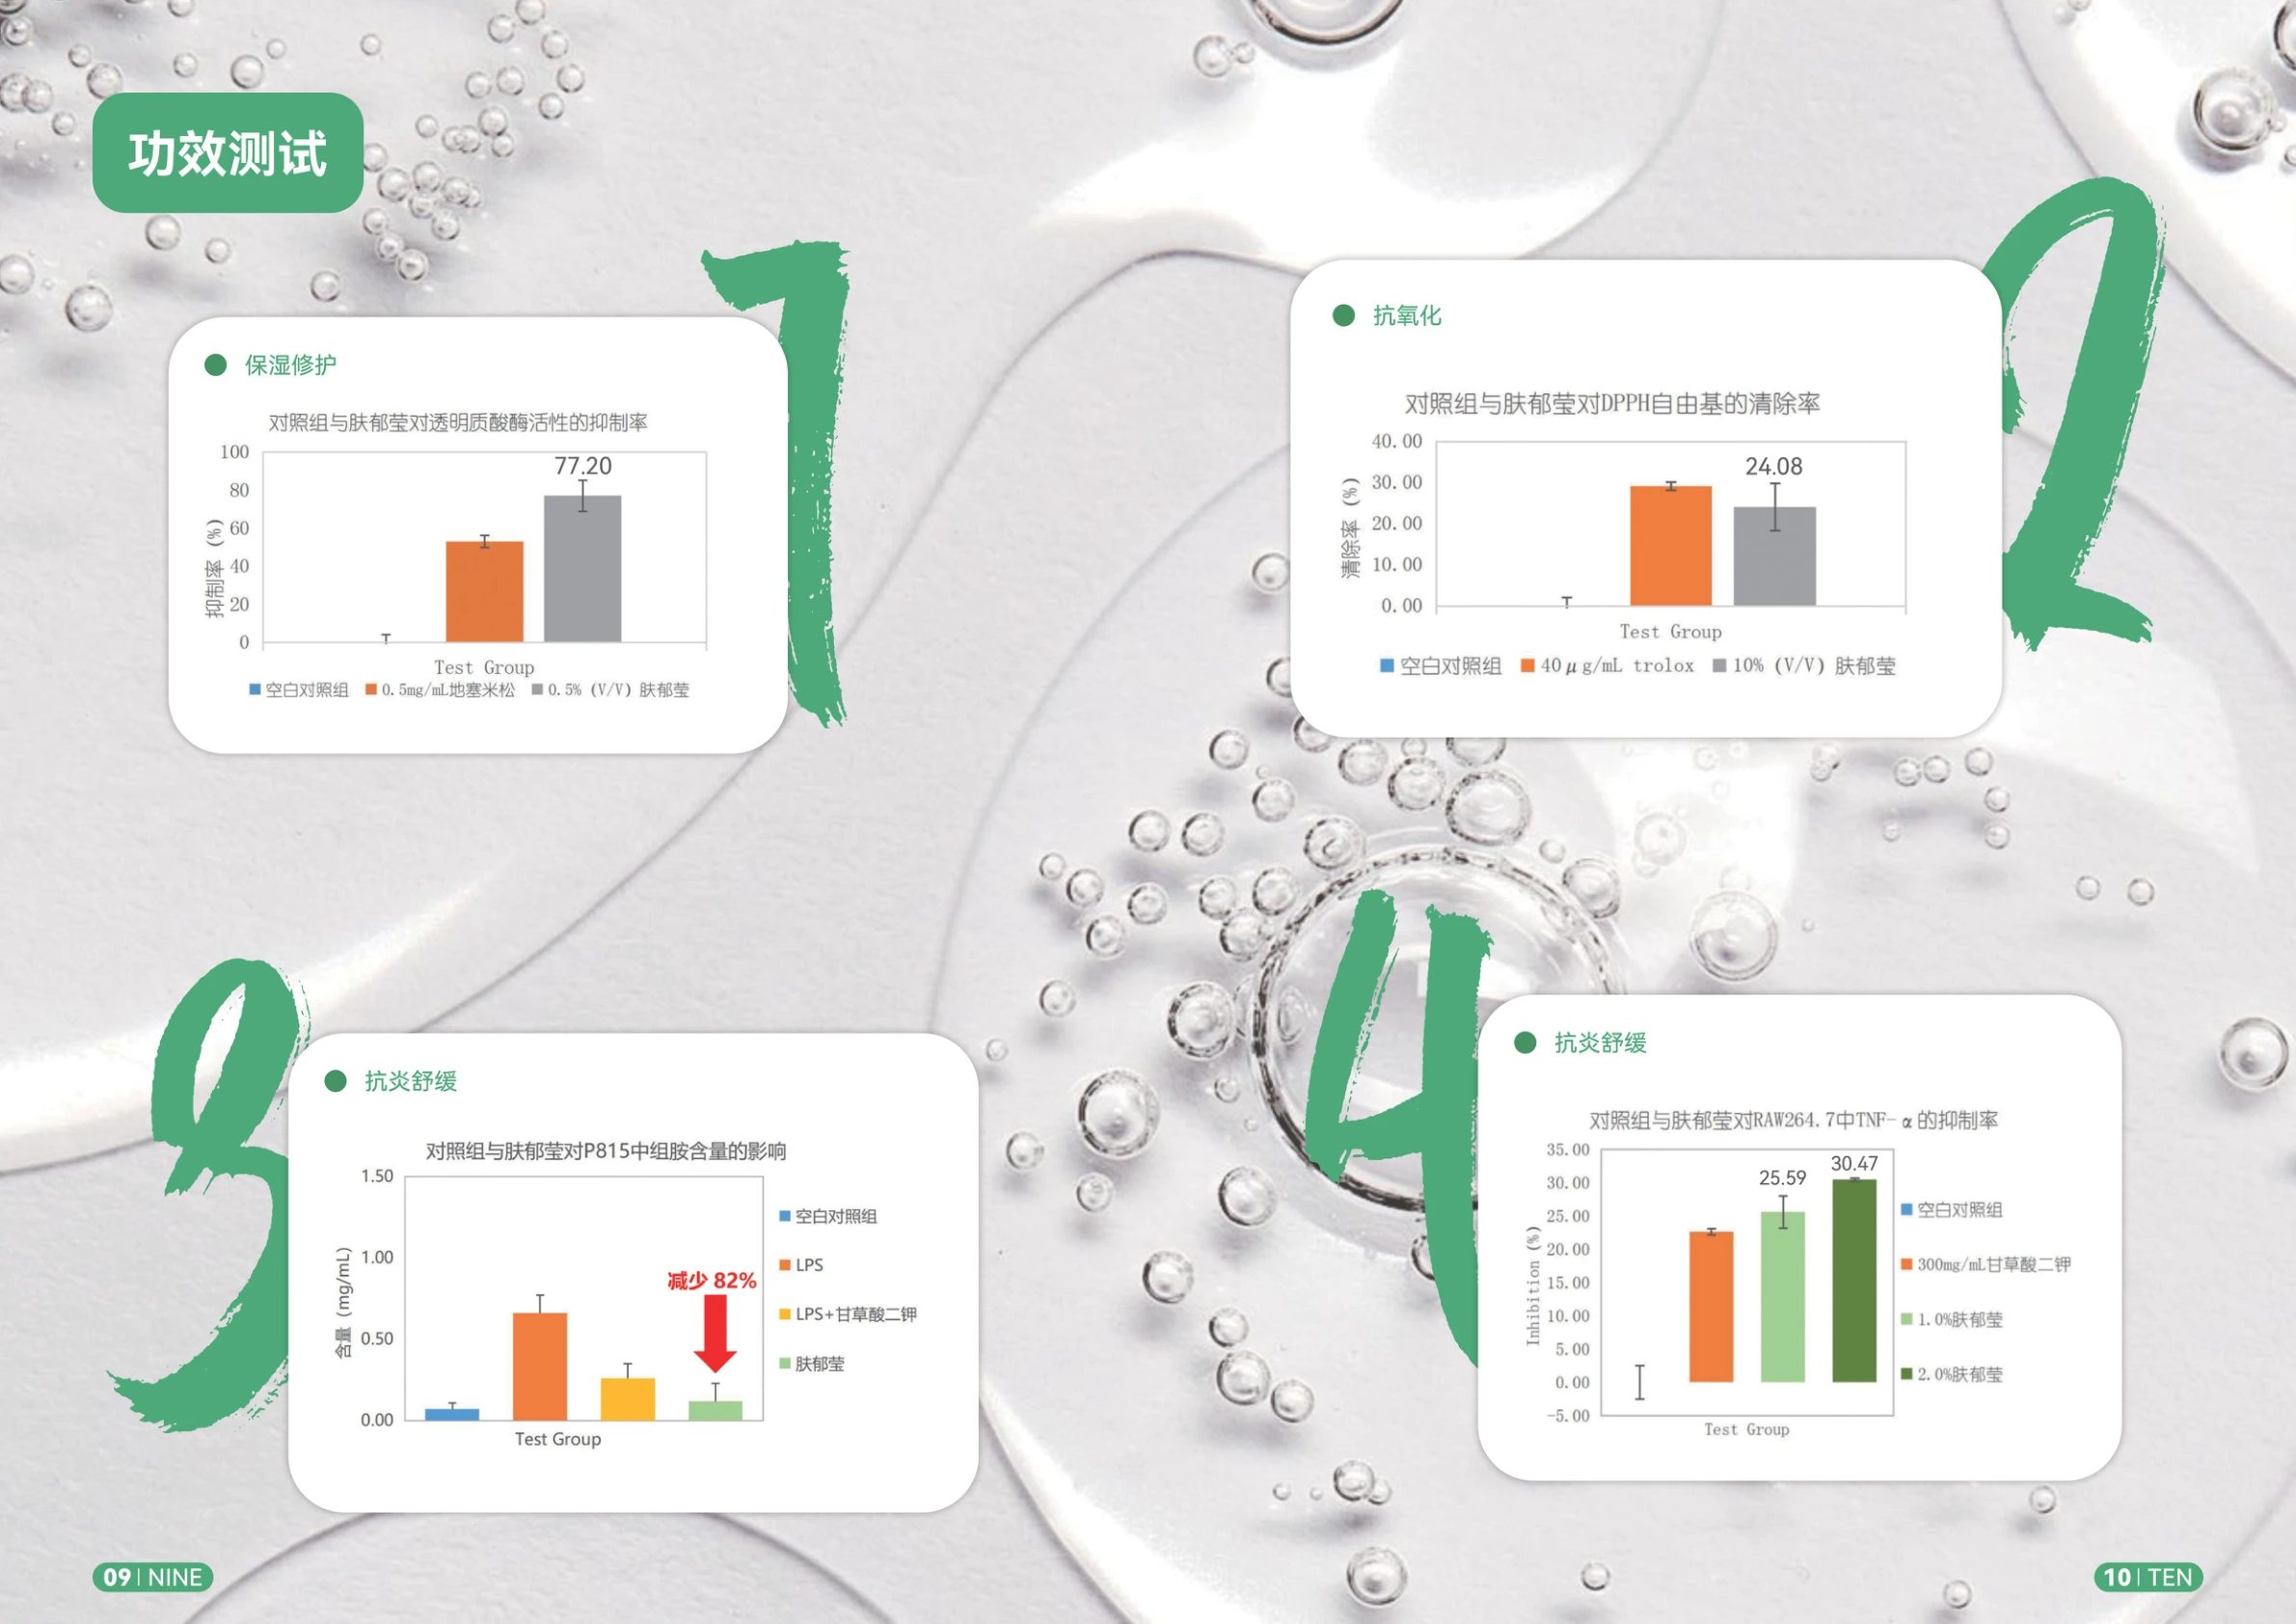 功效测试
1
保湿修护
对照组与肤郁莹对透明质酸酶活性的抑制率
77.20
100
80
60
40
20
0
抑制率（%）
Test Group
空白对照组 0.5mg/mL地塞米松 0.5%（V/V）肤郁莹
2
抗氧化
对照组与肤郁莹对DPPH自由基的清除率
24.08
40.00
30.00
20.00
10.00
0.00
清除率（%）
Test Group
空白对照组 40μg/mL trolox 10%（V/V）肤郁莹
3
抗炎舒缓
对照组与肤郁莹对P815中组胺含量的影响
1.50
1.00
0.50
0.00
含量（mg/mL）
减少 82%
Test Group
空白对照组
LPS
LPS+甘草酸二钾
肤郁莹
4
抗炎舒缓
对照组与肤郁莹对RAW264.7中TNF-α的抑制率
25.59
30.47
35.00
30.00
25.00
20.00
15.00
10.00
5.00
0.00
-5.00
Inhibition（%）
Test Group
空白对照组
300mg/mL甘草酸二钾
1.0%肤郁莹
2.0%肤郁莹
09 | NINE
10 | TEN